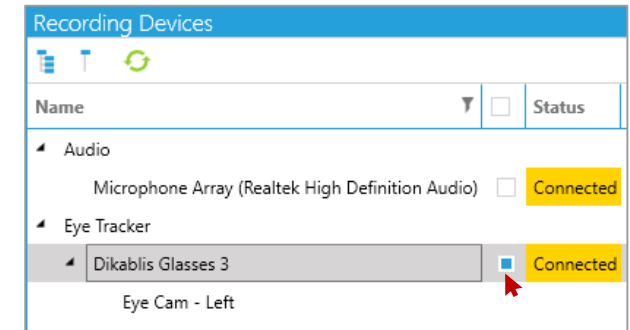 Recording Devices
Name Status
Audio
Microphone Array (Realtek High Definition Audio) Connected
Eye Tracker
Dikablis Glasses 3 Connected
Eye Cam - Left